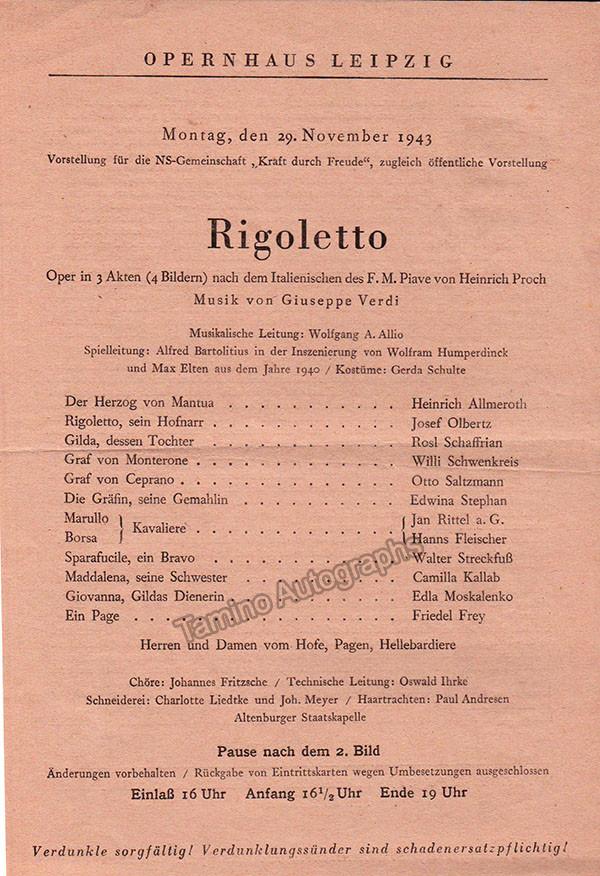 OPERNHAUS LEIPZIG
Montag, den 29. November 1943
Vorstellung für die NS-Gemeinschaft „Kraft durch Freude“, zugleich öffentliche Vorstellung
Rigoletto
Oper in 3 Akten (4 Bildern) nach dem Italienischen des F. M. Piave von Heinrich Proch
Musik von Giuseppe Verdi
Musikalische Leitung: Wolfgang A. Allio
Spielleitung: Alfred Bartolitius in der Inszenierung von Wolfram Humperdinck
und Max Elten aus dem Jahre 1940 / Kostüme: Gerda Schulte
Der Herzog von Mantua . . . . . . . . . . . . Heinrich Allmeroth
Rigoletto, sein Hofnarr . . . . . . . . . . . . Josef Olbertz
Gilda, dessen Tochter . . . . . . . . . . . . Rosl Schaffrian
Graf von Monterone . . . . . . . . . . . . . Willi Schwenkreis
Graf von Ceprano . . . . . . . . . . . . . Otto Saltzmann
Die Gräfin, seine Gemahlin . . . . . . . . . . . Edwina Stephan
Marullo } Kavaliere . . . . . . . . . . . . { Jan Rittel a. G.
Borsa Hanns Fleischer
Sparafucile, ein Bravo . . . . . . . . . . . . Walter Streckfuß
Maddalena, seine Schwester . . . . . . . . . . . Camilla Kallab
Giovanna, Gildas Dienerin . . . . . . . . . . . Edla Moskalenko
Ein Page . . . . . . . . . . . . . . . . Friedel Frey
Tamino Autographs
Herren und Damen vom Hofe, Pagen, Hellebardiere
Chöre: Johannes Fritzsche / Technische Leitung: Oswald Ihrke
Schneiderei: Charlotte Liedtke und Joh. Meyer / Haartrachten: Paul Andresen
Altenburger Staatskapelle
Pause nach dem 2. Bild
Änderungen vorbehalten / Rückgabe von Eintrittskarten wegen Umbesetzungen ausgeschlossen
Einlaß 16 Uhr Anfang 16 1/2 Uhr Ende 19 Uhr
Verdunkle sorgfältig! Verdunklungssünder sind schadenersatzpflichtig!